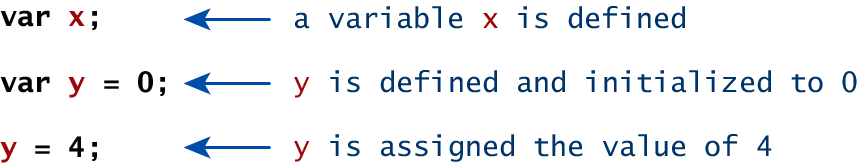 var x; a variable x is defined
var y = 0; y is defined and initialized to 0
y = 4; y is assigned the value of 4